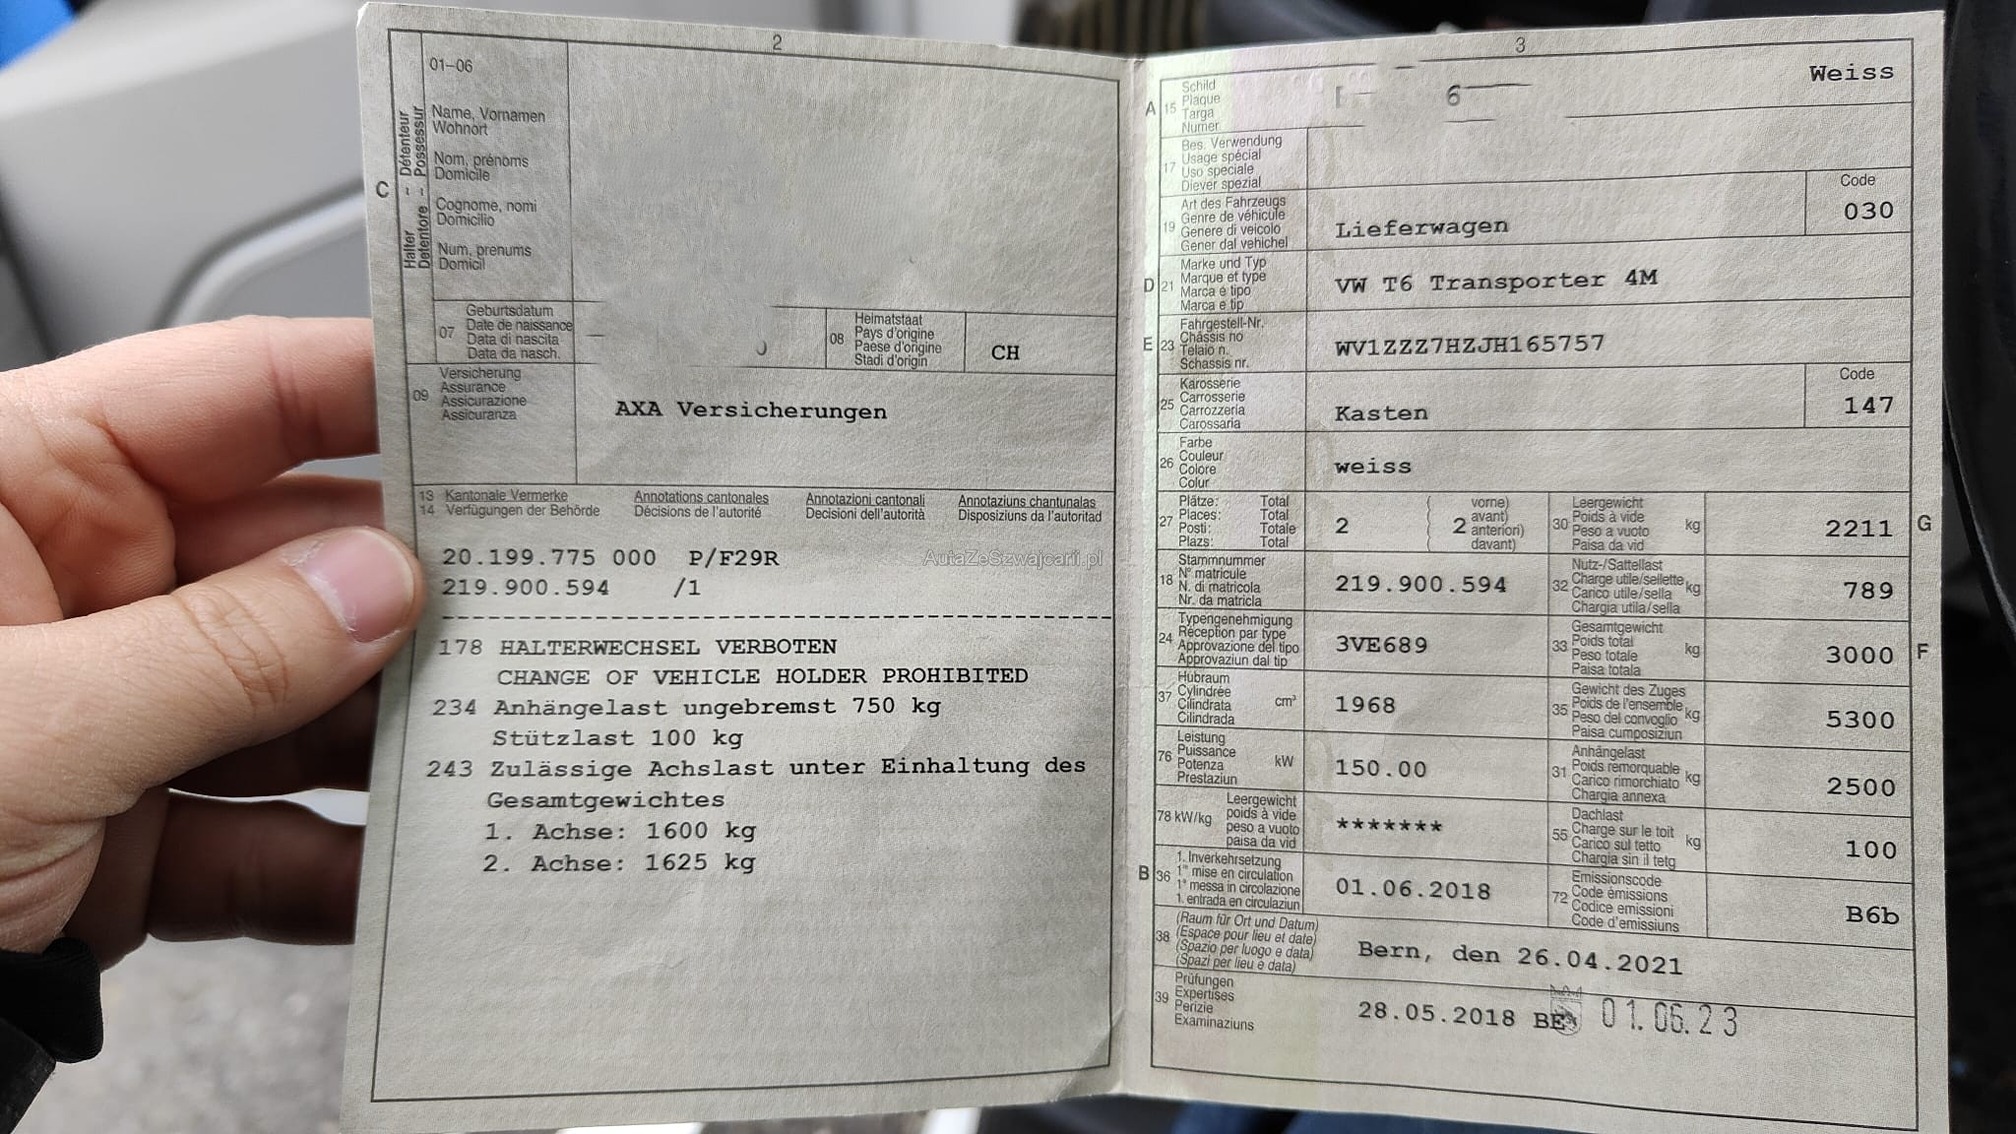 2
01-06
Halter - Détenteur
Detentore - Possessur
C
Name, Vornamen
Wohnort
Nom, prénoms
Domicile
Cognome, nomi
Domicilio
Num, prenums
Domicil
07
Geburtsdatum
Date de naissance
Data di nascita
Data da nasch.
08
Heimatstaat
Pays d'origine
Paese d'origine
Stadi d'origin
CH
09
Versicherung
Assurance
Assicurazione
Assicuranza
AXA Versicherungen
13 Kantonale Vermerke Annotations cantonales Annotazioni cantonali Annotaziuns chantunalas
14 Verfügungen der Behörde Décisions de l'autorité Decisioni dell'autorità Disposiziuns da l'autoritad
20.199.775 000 P/F29R
AutaZeSzwajcarii.pl
219.900.594 /1
178 HALTERWECHSEL VERBOTEN
CHANGE OF VEHICLE HOLDER PROHIBITED
234 Anhängelast ungebremst 750 kg
Stützlast 100 kg
243 Zulässige Achslast unter Einhaltung des
Gesamtgewichtes
1. Achse: 1600 kg
2. Achse: 1625 kg
3
A 15
Schild
Plaque
Targa
Numer
6
Weiss
17
Bes. Verwendung
Usage spécial
Uso speciale
Diever spezial
19
Art des Fahrzeugs
Genre de véhicule
Genere di veicolo
Gener dal vehichel
Lieferwagen
Code
030
D 21
Marke und Typ
Marque et type
Marca e tipo
Marca e tip
VW T6 Transporter 4M
E 23
Fahrgestell-Nr.
Châssis no
Telaio n.
Schassis nr.
WV1ZZZ7HZJH165757
25
Karosserie
Carrosserie
Carrozzeria
Carossaria
Kasten
Code
147
26
Farbe
Couleur
Colore
Colur
weiss
27
Plätze: Total
Places: Total
Posti: Totale
Plazs: Total
2
2
vorne)
avant)
anteriori)
davant)
30
Leergewicht
Poids à vide
Peso a vuoto
Paisa da vid
kg
2211
G
18
Stammnummer
N° matricule
N. di matricola
Nr. da matricla
219.900.594
32
Nutz-/Sattellast
Charge utile/sellette
Carico utile/sella
Chargia utila/sella
kg
789
24
Typengenehmigung
Réception par type
Approvazione del tipo
Approvaziun dal tip
3VE689
33
Gesamtgewicht
Poids total
Peso totale
Paisa totala
kg
3000
F
37
Hubraum
Cylindrée
Cilindrata
Cilindrada
cm³
1968
35
Gewicht des Zuges
Poids de l'ensemble
Peso del convoglio
Paisa cumposiziun
kg
5300
76
Leistung
Puissance
Potenza
Prestaziun
kW
150.00
31
Anhängelast
Poids remorquable
Carico rimorchiato
Chargia annexa
kg
2500
78 kW/kg
Leergewicht
poids à vide
peso a vuoto
paisa da vid
*******
55
Dachlast
Charge sur le toit
Carico sul tetto
Chargia sin il tetg
kg
100
B 36
1. Inverkehrsetzung
1re mise en circulation
1a messa in circolazione
1. entrada en circulaziun
01.06.2018
72
Emissionscode
Code émissions
Codice emissioni
Code d'emissiuns
B6b
38
(Raum für Ort und Datum)
(Espace pour lieu et date)
(Spazio per luogo e data)
(Spazi per lieu e data)
Bern, den 26.04.2021
39
Prüfungen
Expertises
Perizie
Examinaziuns
28.05.2018 BE
01.06.23